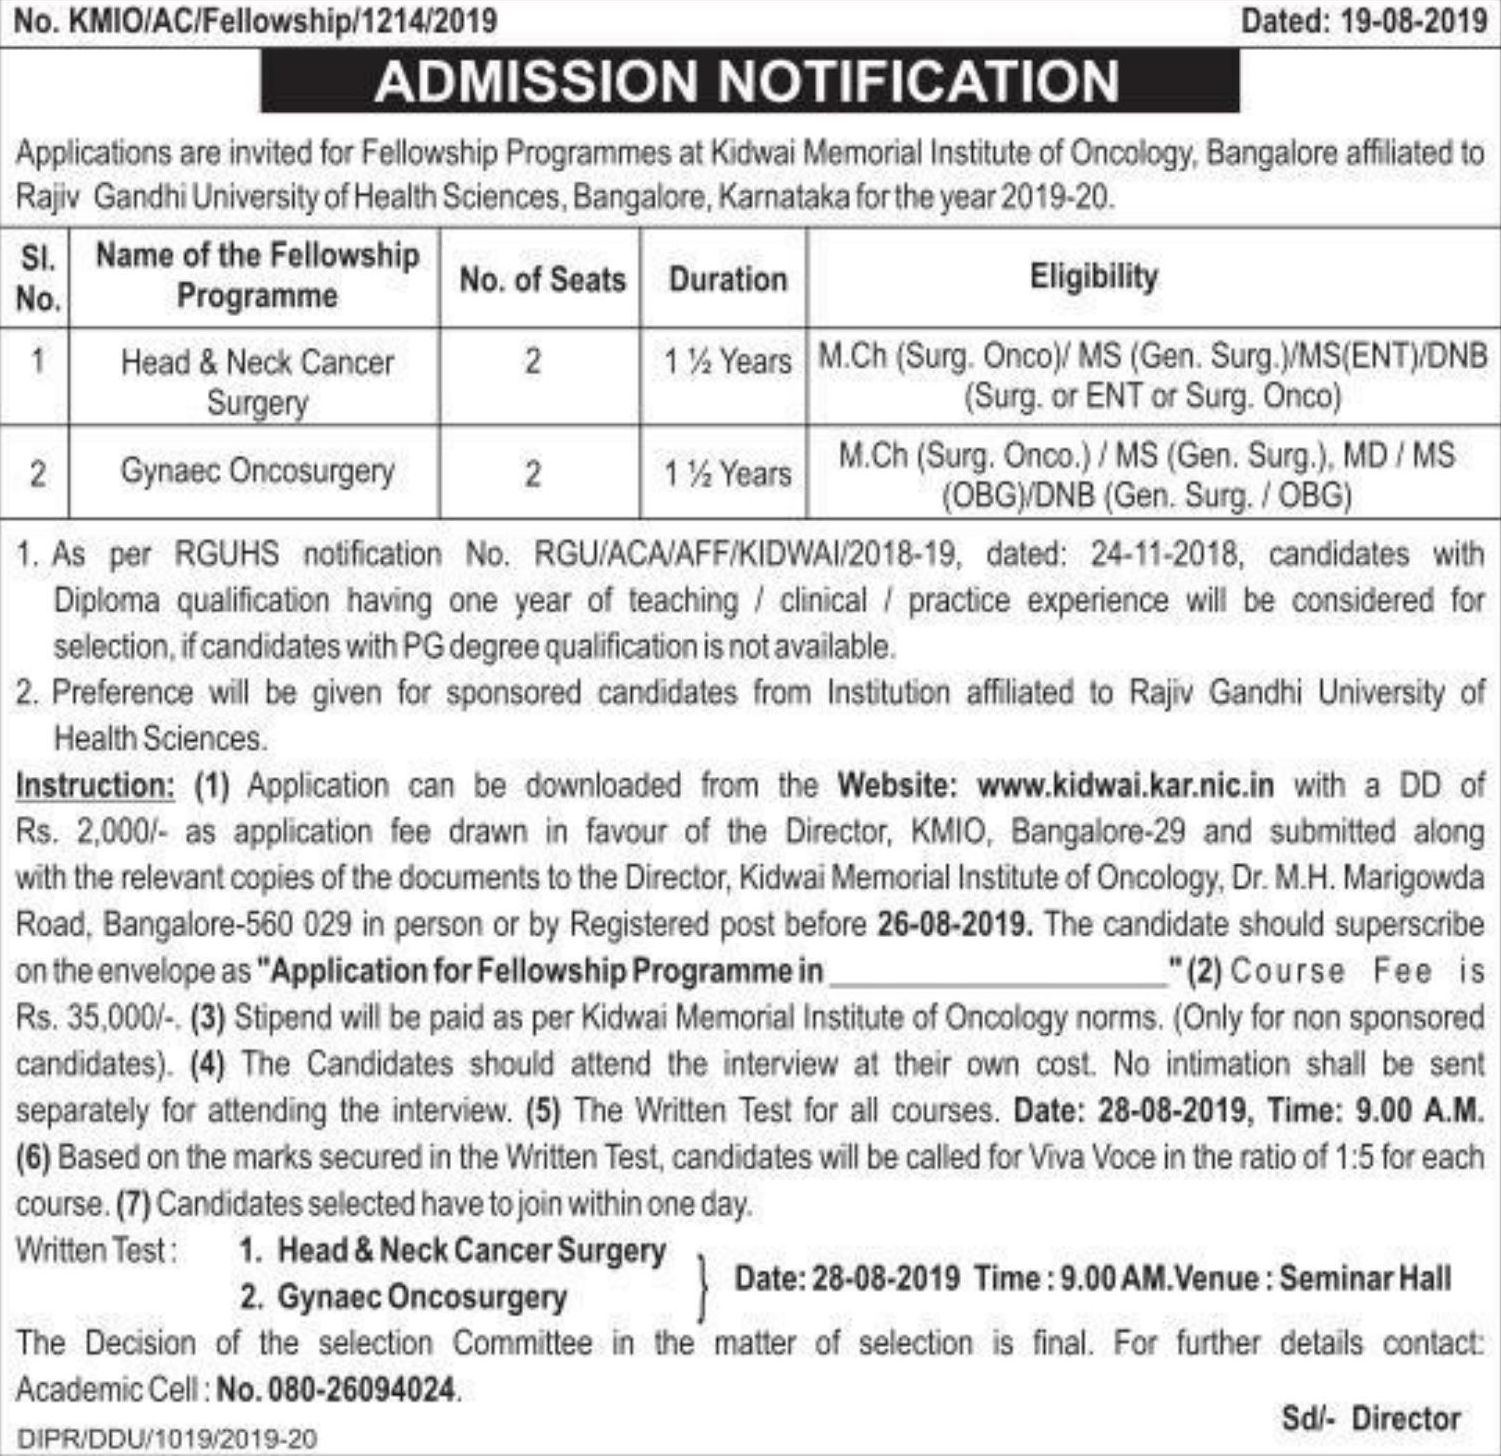 No. KMIO/AC/Fellowship/1214/2019 Dated: 19-08-2019
ADMISSION NOTIFICATION
Applications are invited for Fellowship Programmes at Kidwai Memorial Institute of Oncology, Bangalore affiliated to
Rajiv Gandhi University of Health Sciences, Bangalore, Karnataka for the year 2019-20.
Sl. No. Name of the Fellowship Programme No. of Seats Duration Eligibility
1 Head & Neck Cancer Surgery 2 1 ½ Years M.Ch (Surg. Onco)/ MS (Gen. Surg.)/MS(ENT)/DNB (Surg. or ENT or Surg. Onco)
2 Gynaec Oncosurgery 2 1 ½ Years M.Ch (Surg. Onco.) / MS (Gen. Surg.), MD / MS (OBG)/DNB (Gen. Surg. / OBG)
1. As per RGUHS notification No. RGU/ACA/AFF/KIDWAI/2018-19, dated: 24-11-2018, candidates with
Diploma qualification having one year of teaching / clinical / practice experience will be considered for
selection, if candidates with PG degree qualification is not available.
2. Preference will be given for sponsored candidates from Institution affiliated to Rajiv Gandhi University of
Health Sciences.
Instruction: (1) Application can be downloaded from the Website: www.kidwai.kar.nic.in with a DD of
Rs. 2,000/- as application fee drawn in favour of the Director, KMIO, Bangalore-29 and submitted along
with the relevant copies of the documents to the Director, Kidwai Memorial Institute of Oncology, Dr. M.H. Marigowda
Road, Bangalore-560 029 in person or by Registered post before 26-08-2019. The candidate should superscribe
on the envelope as "Application for Fellowship Programme in ____________________" (2) Course Fee is
Rs. 35,000/-. (3) Stipend will be paid as per Kidwai Memorial Institute of Oncology norms. (Only for non sponsored
candidates). (4) The Candidates should attend the interview at their own cost. No intimation shall be sent
separately for attending the interview. (5) The Written Test for all courses. Date: 28-08-2019, Time: 9.00 A.M.
(6) Based on the marks secured in the Written Test, candidates will be called for Viva Voce in the ratio of 1:5 for each
course. (7) Candidates selected have to join within one day.
Written Test : 1. Head & Neck Cancer Surgery
2. Gynaec Oncosurgery
} Date: 28-08-2019 Time : 9.00 AM. Venue : Seminar Hall
The Decision of the selection Committee in the matter of selection is final. For further details contact:
Academic Cell : No. 080-26094024.
Sd/- Director
DIPR/DDU/1019/2019-20